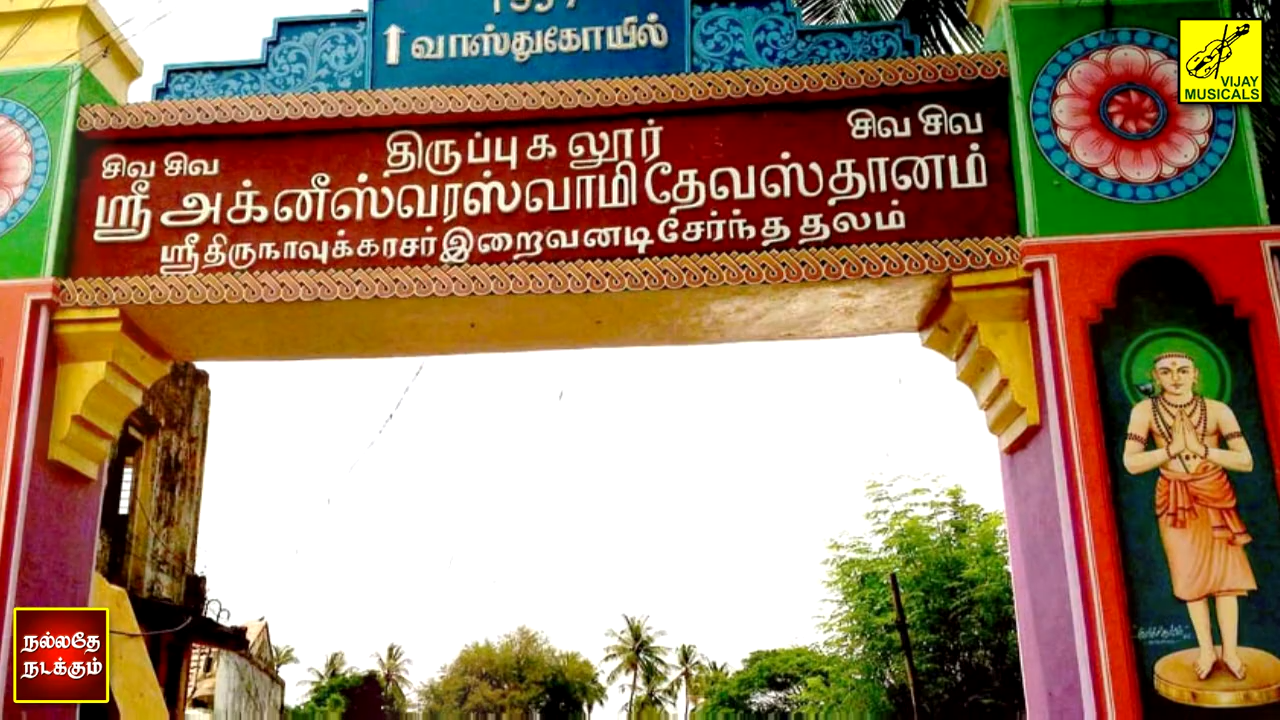 ↑ வாஸ்துகோயில்
சிவ சிவ
திருப்புகலூர்
சிவ சிவ
ஸ்ரீ அக்னீஸ்வரஸ்வாமி தேவஸ்தானம்
ஸ்ரீ திருநாவுக்கரசர் இறைவனடி சேர்ந்த தலம்
VIJAY
MUSICALS
நல்லதே
நடக்கும்